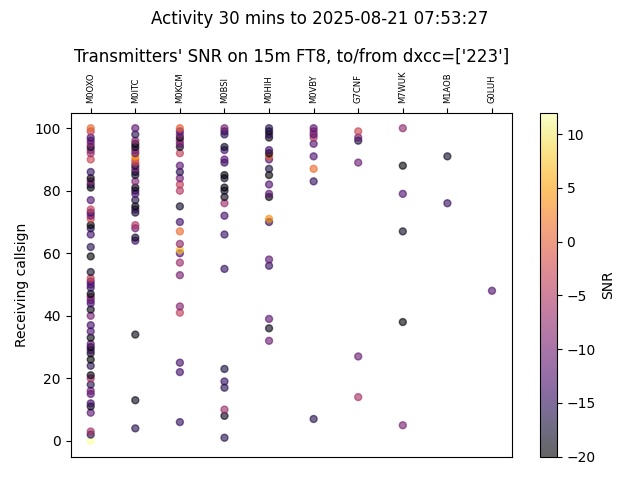 Activity 30 mins to 2025-08-21 07:53:27
Transmitters' SNR on 15m FT8, to/from dxcc=['223']
M0OXO M0ITC M0KCM M0BSI M0HIH M0VBY G7CNF M7WUK M1AOB G0LUH
100
80
60
40
20
0
Receiving callsign
10
5
0
−5
−10
−15
−20
SNR